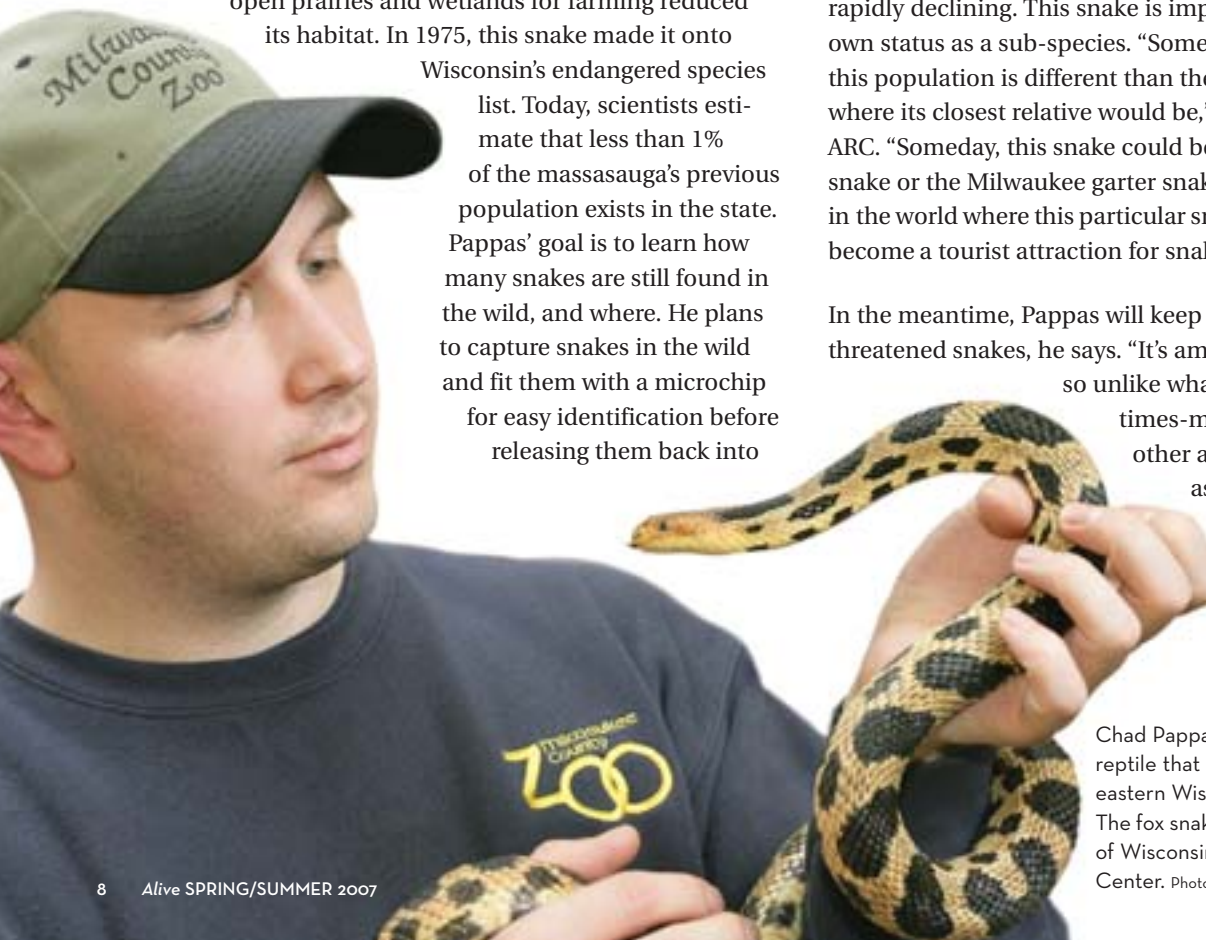 open prairies and wetlands for farming reduced
its habitat. In 1975, this snake made it onto
Wisconsin’s endangered species
list. Today, scientists esti-
mate that less than 1%
of the massasauga’s previous
population exists in the state.
Pappas’ goal is to learn how
many snakes are still found in
the wild, and where. He plans
to capture snakes in the wild
and fit them with a microchip
for easy identification before
releasing them back into
rapidly declining. This snake is imp
own status as a sub-species. “Some
this population is different than the
where its closest relative would be,”
ARC. “Someday, this snake could be
snake or the Milwaukee garter snak
in the world where this particular sn
become a tourist attraction for snak
In the meantime, Pappas will keep
threatened snakes, he says. “It’s am
so unlike wha
times-m
other a
as
Milwaukee
County
Zoo
milwaukee
county
ZOO
Chad Pappa
reptile that
eastern Wis
The fox snak
of Wisconsin
Center. Photo
8 Alive SPRING/SUMMER 2007